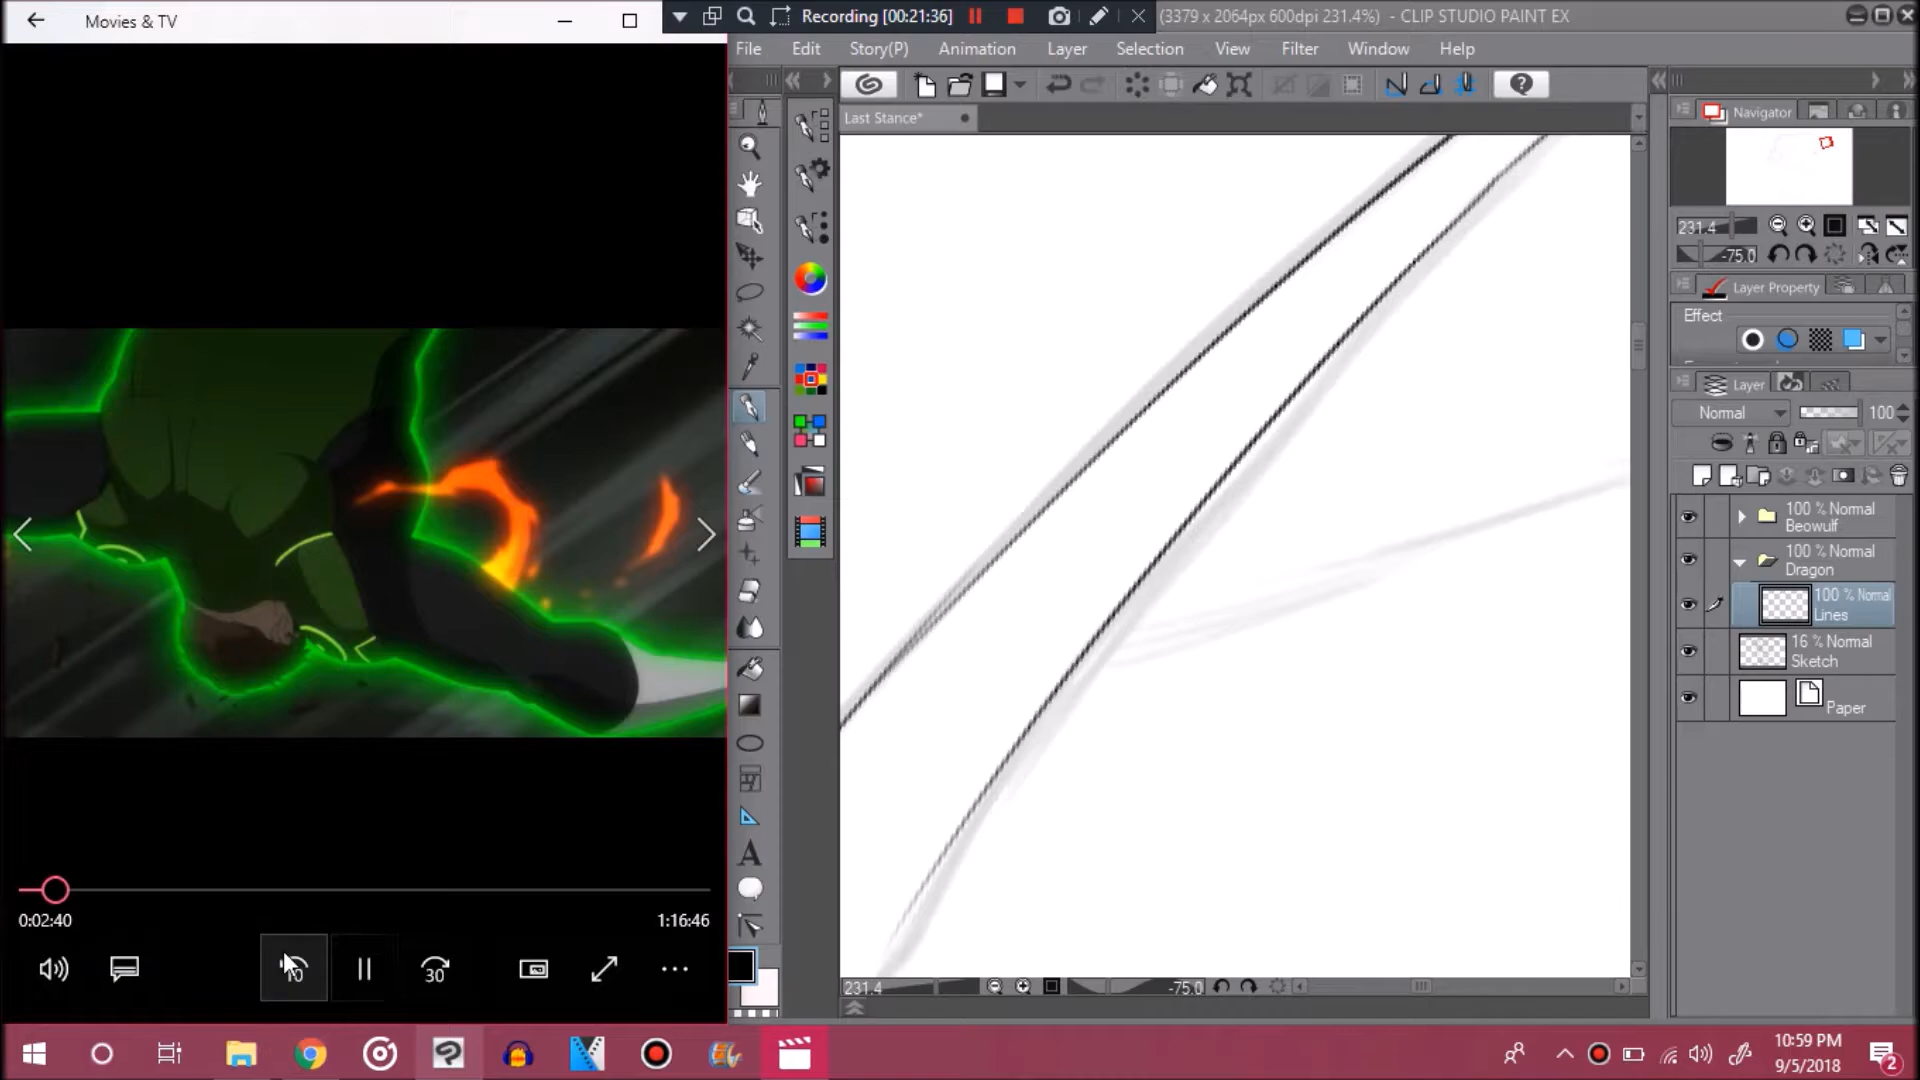 Movies & TV
Recording [00:21:36]
(3379 x 2064px 600dpi 231.4%) - CLIP STUDIO PAINT EX
File Edit Story(P) Animation Layer Selection View Filter Window Help
Last Stance*
Navigator
231.4
-75.0
Layer Property
Effect
Layer
Normal 100
100 % Normal
Beowulf
100 % Normal
Dragon
100 % Normal
Lines
16 % Normal
Sketch
Paper
0:02:40 1:16:46
10 30
A
231.4 -75.0
10:59 PM
9/5/2018
2